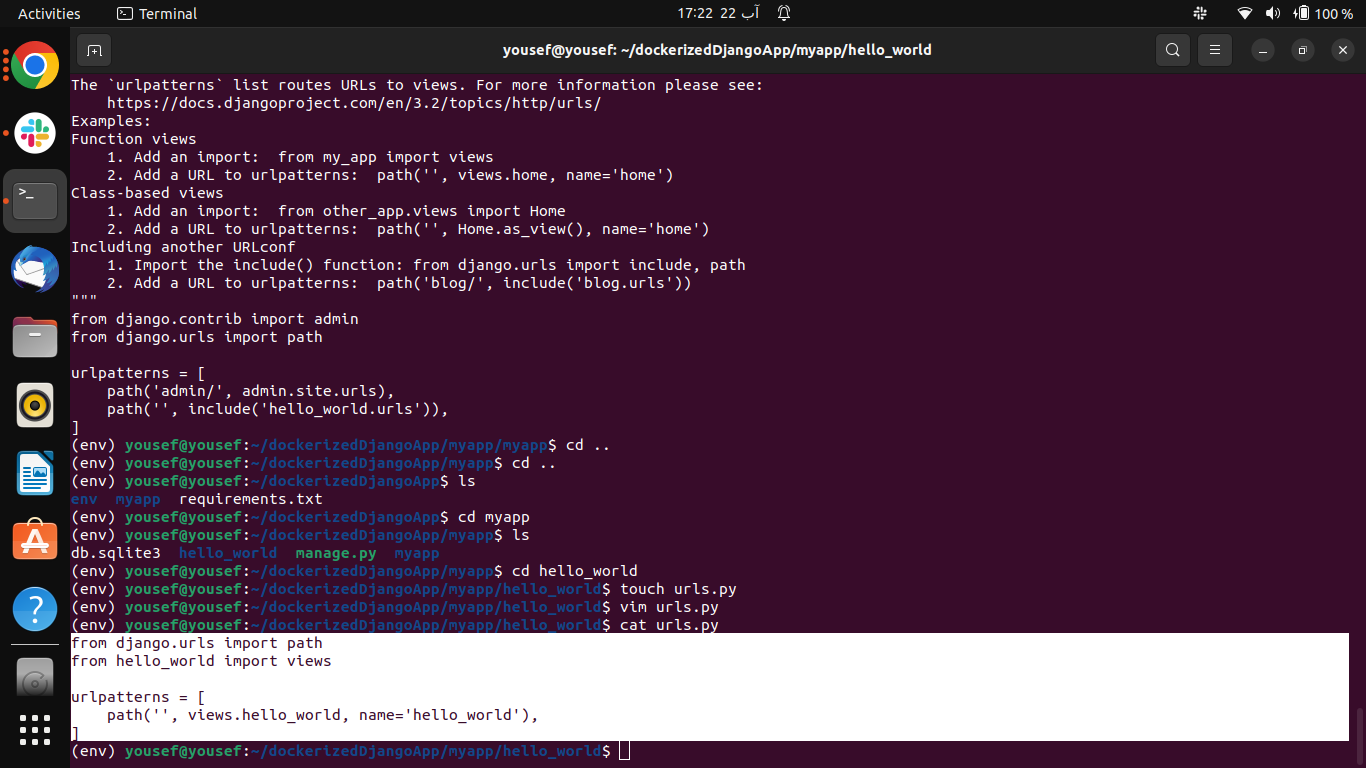 Activities
Terminal
17:22 22 آب
100 %
yousef@yousef: ~/dockerizedDjangoApp/myapp/hello_world
The `urlpatterns` list routes URLs to views. For more information please see:
    https://docs.djangoproject.com/en/3.2/topics/http/urls/
Examples:
Function views
    1. Add an import:  from my_app import views
    2. Add a URL to urlpatterns:  path('', views.home, name='home')
Class-based views
    1. Add an import:  from other_app.views import Home
    2. Add a URL to urlpatterns:  path('', Home.as_view(), name='home')
Including another URLconf
    1. Import the include() function: from django.urls import include, path
    2. Add a URL to urlpatterns:  path('blog/', include('blog.urls'))
"""
from django.contrib import admin
from django.urls import path

urlpatterns = [
    path('admin/', admin.site.urls),
    path('', include('hello_world.urls')),
]
(env) yousef@yousef:~/dockerizedDjangoApp/myapp/myapp$ cd ..
(env) yousef@yousef:~/dockerizedDjangoApp/myapp$ cd ..
(env) yousef@yousef:~/dockerizedDjangoApp$ ls
env  myapp  requirements.txt
(env) yousef@yousef:~/dockerizedDjangoApp$ cd myapp
(env) yousef@yousef:~/dockerizedDjangoApp/myapp$ ls
db.sqlite3  hello_world  manage.py  myapp
(env) yousef@yousef:~/dockerizedDjangoApp/myapp$ cd hello_world
(env) yousef@yousef:~/dockerizedDjangoApp/myapp/hello_world$ touch urls.py
(env) yousef@yousef:~/dockerizedDjangoApp/myapp/hello_world$ vim urls.py
(env) yousef@yousef:~/dockerizedDjangoApp/myapp/hello_world$ cat urls.py
from django.urls import path
from hello_world import views

urlpatterns = [
    path('', views.hello_world, name='hello_world'),
]
(env) yousef@yousef:~/dockerizedDjangoApp/myapp/hello_world$